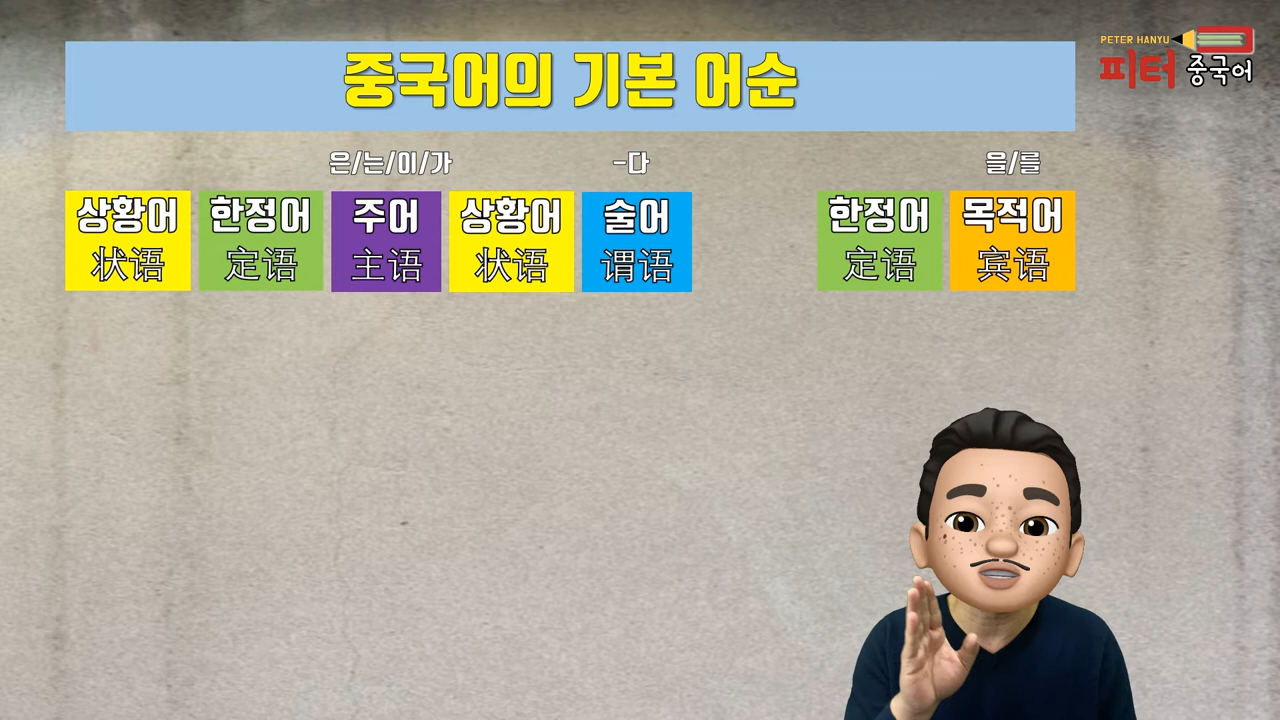 중국어의 기본 어순
PETER HANYU
피터 중국어
은/는/이/가
-다
을/를
상황어 한정어 주어 상황어 술어 한정어 목적어
状语 定语 主语 状语 谓语 定语 宾语